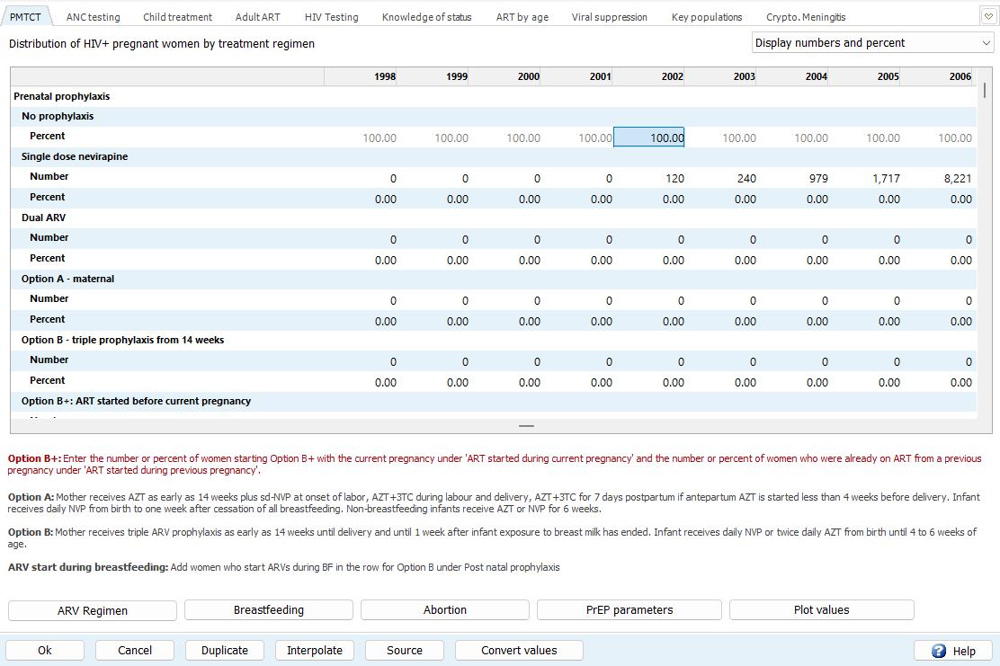 PMTCT ANC testing Child treatment Adult ART HIV Testing Knowledge of status ART by age Viral suppression Key populations Crypto. Meningitis
Distribution of HIV+ pregnant women by treatment regimen Display numbers and percent
1998 1999 2000 2001 2002 2003 2004 2005 2006
Prenatal prophylaxis
No prophylaxis
Percent 100.00 100.00 100.00 100.00 100.00 100.00 100.00 100.00 100.00
Single dose nevirapine
Number 0 0 0 0 120 240 979 1,717 8,221
Percent 0.00 0.00 0.00 0.00 0.00 0.00 0.00 0.00 0.00
Dual ARV
Number 0 0 0 0 0 0 0 0 0
Percent 0.00 0.00 0.00 0.00 0.00 0.00 0.00 0.00 0.00
Option A - maternal
Number 0 0 0 0 0 0 0 0 0
Percent 0.00 0.00 0.00 0.00 0.00 0.00 0.00 0.00 0.00
Option B - triple prophylaxis from 14 weeks
Number 0 0 0 0 0 0 0 0 0
Percent 0.00 0.00 0.00 0.00 0.00 0.00 0.00 0.00 0.00
Option B+: ART started before current pregnancy
Option B+: Enter the number or percent of women starting Option B+ with the current pregnancy under 'ART started during current pregnancy' and the number or percent of women who were already on ART from a previous
pregnancy under 'ART started during previous pregnancy'.
Option A: Mother receives AZT as early as 14 weeks plus sd-NVP at onset of labor, AZT+3TC during labour and delivery, AZT+3TC for 7 days postpartum if antepartum AZT is started less than 4 weeks before delivery. Infant
receives daily NVP from birth to one week after cessation of all breastfeeding. Non-breastfeeding infants receive AZT or NVP for 6 weeks.
Option B: Mother receives triple ARV prophylaxis as early as 14 weeks until delivery and until 1 week after infant exposure to breast milk has ended. Infant receives daily NVP or twice daily AZT from birth until 4 to 6 weeks of
age.
ARV start during breastfeeding: Add women who start ARVs during BF in the row for Option B under Post natal prophylaxis
ARV Regimen Breastfeeding Abortion PrEP parameters Plot values
Ok Cancel Duplicate Interpolate Source Convert values Help